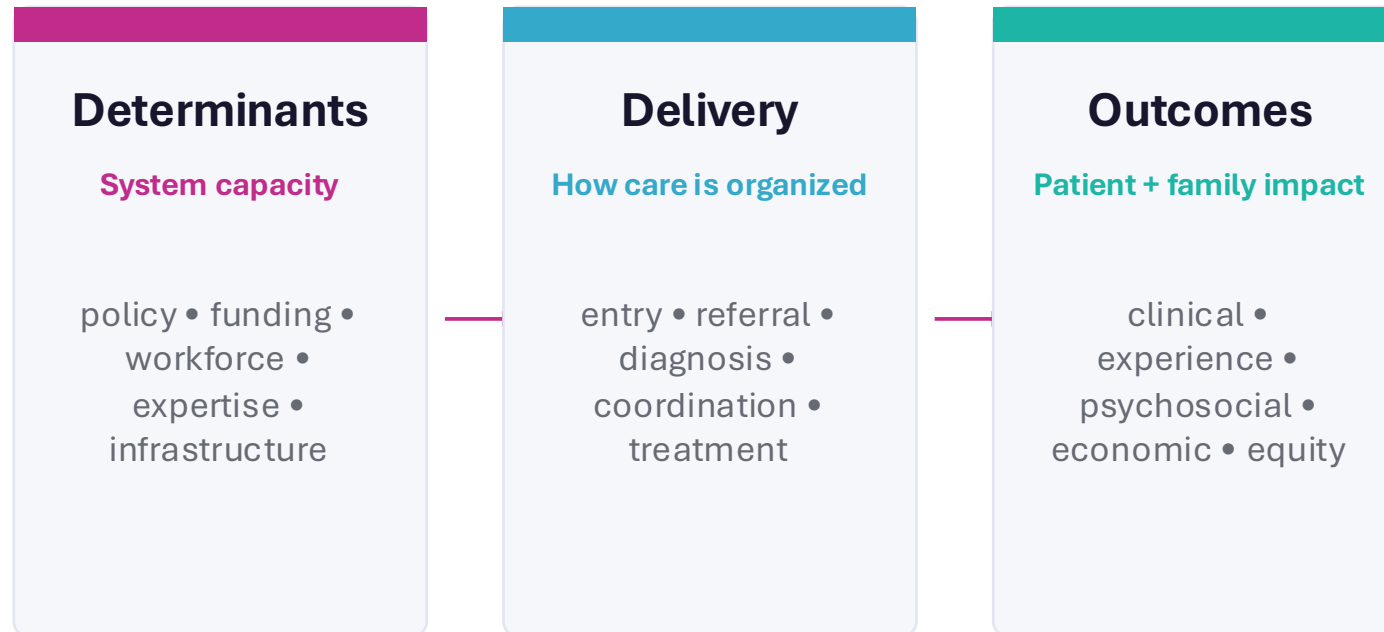 Determinants
System capacity
policy • funding •
workforce •
expertise •
infrastructure
Delivery
How care is organized
entry • referral •
diagnosis •
coordination •
treatment
Outcomes
Patient + family impact
clinical •
experience •
psychosocial •
economic • equity